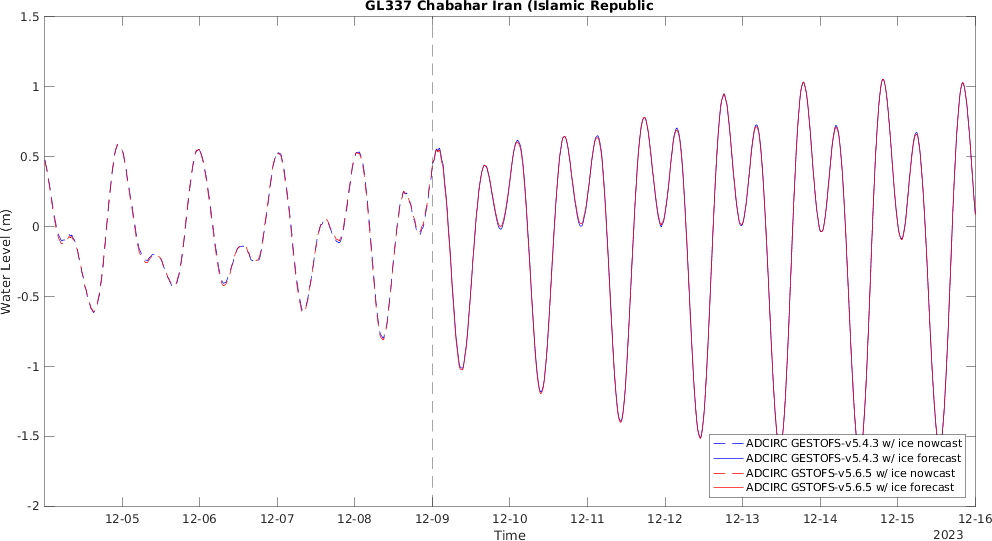 GL337 Chabahar Iran (Islamic Republic
1.5
1
0.5
0
-0.5
-1
-1.5
-2
Water Level (m)
ADCIRC GESTOFS-v5.4.3 w/ ice nowcast
ADCIRC GESTOFS-v5.4.3 w/ ice forecast
ADCIRC GSTOFS-v5.6.5 w/ ice nowcast
ADCIRC GSTOFS-v5.6.5 w/ ice forecast
12-05 12-06 12-07 12-08 12-09 12-10 12-11 12-12 12-13 12-14 12-15 12-16
Time
2023